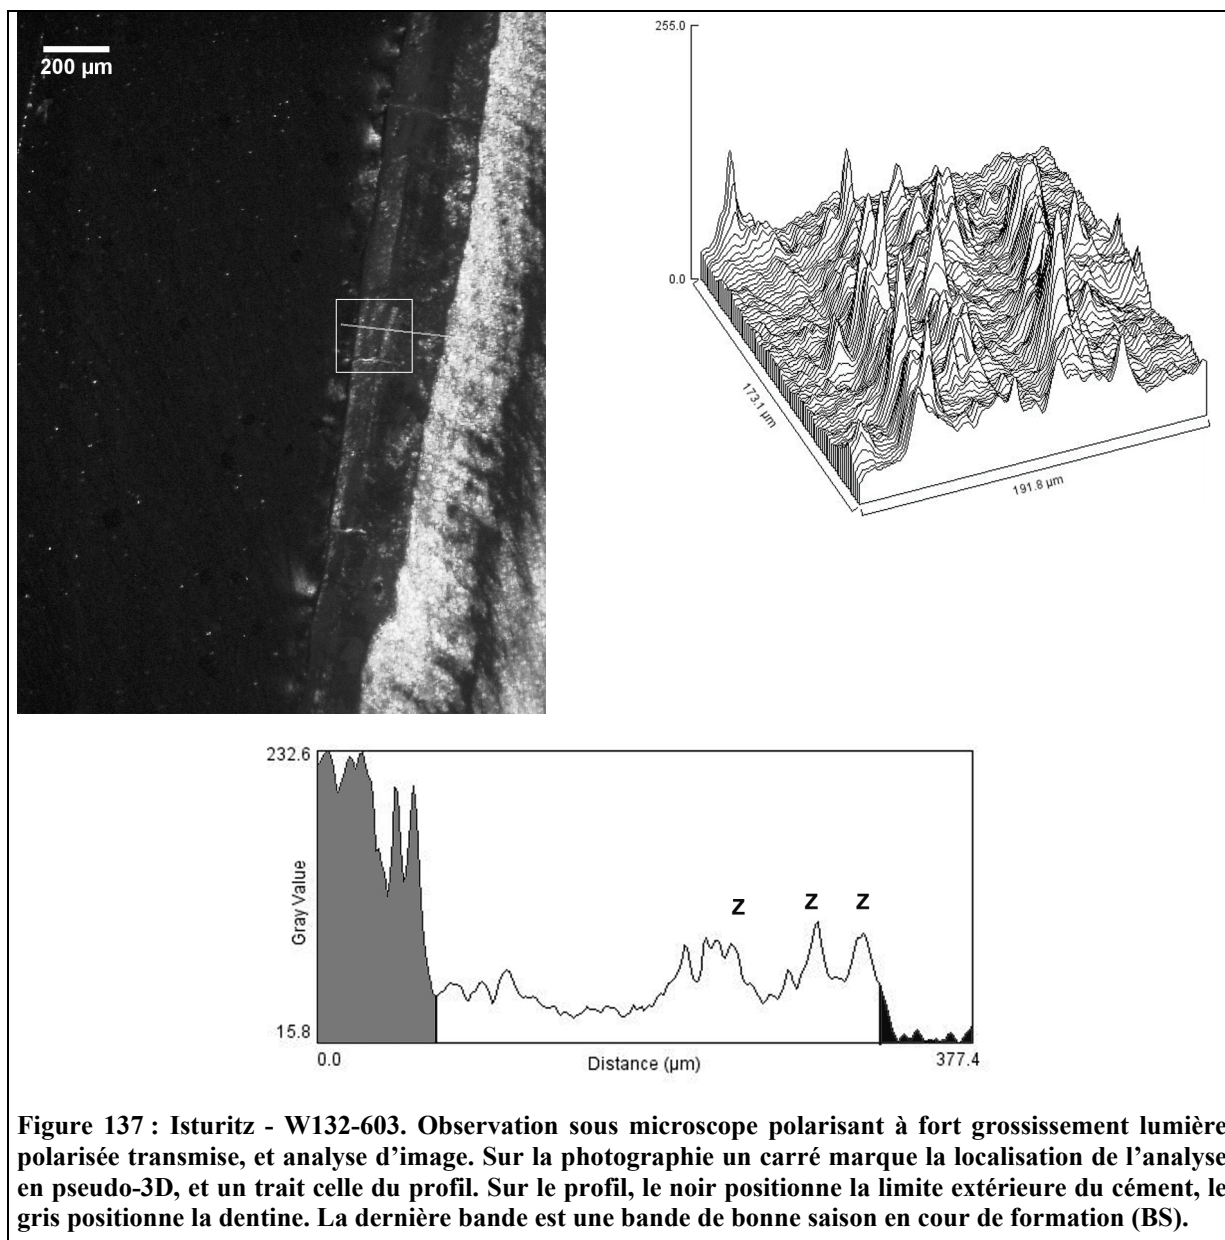 200 µm
255.0
0.0
173.1 µm
191.8 µm
232.6
Gray Value
15.8
Z
Z
Z
0.0
Distance (µm)
377.4
Figure 137 : Isturitz - W132-603. Observation sous microscope polarisant à fort grossissement lumière
polarisée transmise, et analyse d’image. Sur la photographie un carré marque la localisation de l’analyse
en pseudo-3D, et un trait celle du profil. Sur le profil, le noir positionne la limite extérieure du cément, le
gris positionne la dentine. La dernière bande est une bande de bonne saison en cour de formation (BS).